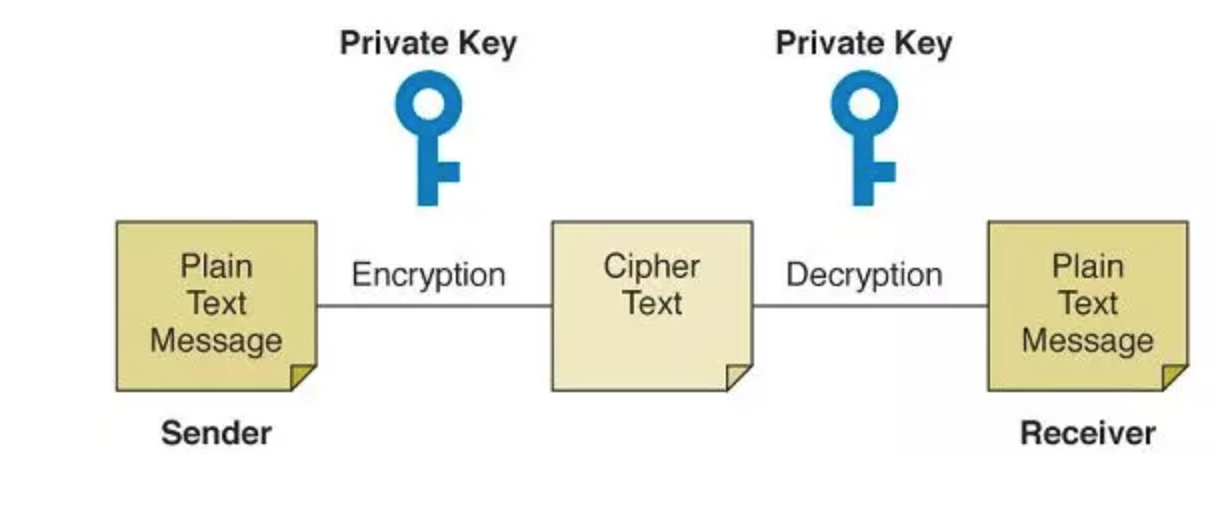 Private Key
Private Key
Plain
Text
Message
Encryption
Cipher
Text
Decryption
Plain
Text
Message
Sender
Receiver